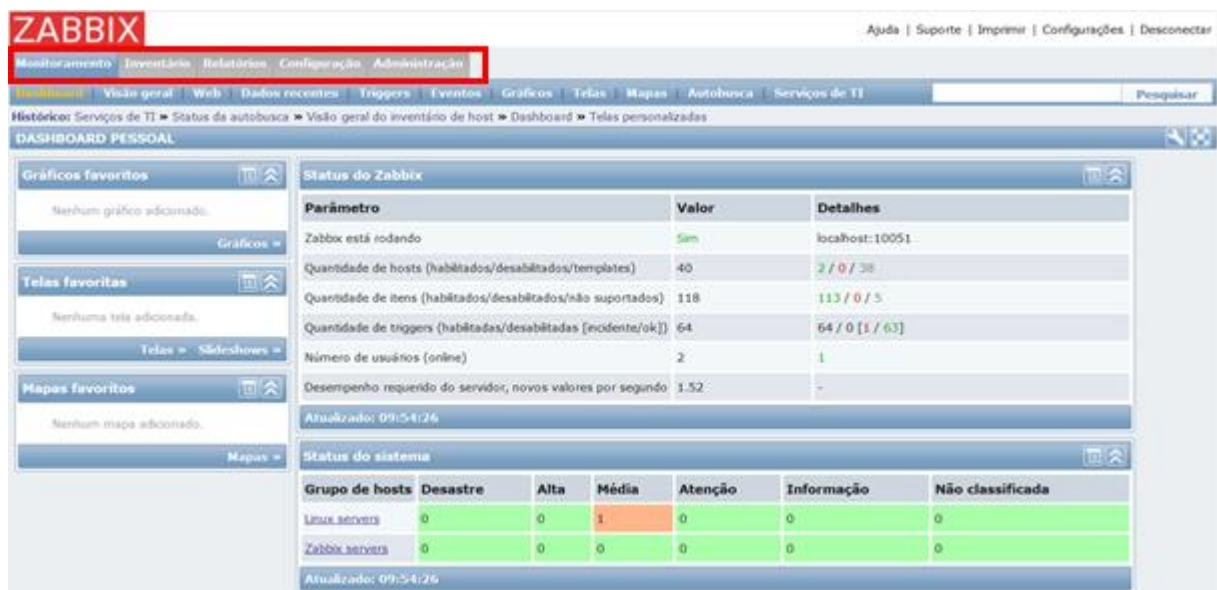 ZABBIX
Ajuda | Suporte | Imprimir | Configurações | Desconectar
Monitoramento Inventário Relatórios Configuração Administração
Dashboard | Visão geral | Web | Dados recentes | Triggers | Eventos | Gráficos | Telas | Mapas | Autobusca | Serviços de TI Pesquisar
Histórico: Serviços de TI » Status da autobusca » Visão geral do inventário de host » Dashboard » Telas personalizadas
DASHBOARD PESSOAL
Gráficos favoritos
Nenhum gráfico adicionado.
Gráficos »
Telas favoritas
Nenhuma tela adicionada.
Telas » Slideshows »
Mapas favoritos
Nenhum mapa adicionado.
Mapas »
Status do Zabbix
Parâmetro Valor Detalhes
Zabbix está rodando Sim localhost:10051
Quantidade de hosts (habilitados/desabilitados/templates) 40 2 / 0 / 38
Quantidade de itens (habilitados/desabilitados/não suportados) 118 113 / 0 / 5
Quantidade de triggers (habilitadas/desabilitadas [incidente/ok]) 64 64 / 0 [1 / 63]
Número de usuários (online) 2 1
Desempenho requerido do servidor, novos valores por segundo 1.52 -
Atualizado: 09:54:26
Status do sistema
Grupo de hosts Desastre Alta Média Atenção Informação Não classificada
Linux servers 0 0 1 0 0 0
Zabbix servers 0 0 0 0 0 0
Atualizado: 09:54:26